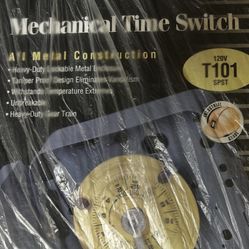 Mechanical Time Switch
All Metal Construction
• Heavy-Duty Lockable Metal Enclosure
• Tamper Proof Design Eliminates Vandalism
• Withstands Temperature Extremes
• Unbreakable
• Heavy-Duty Gear Train
120V
T101
SPST